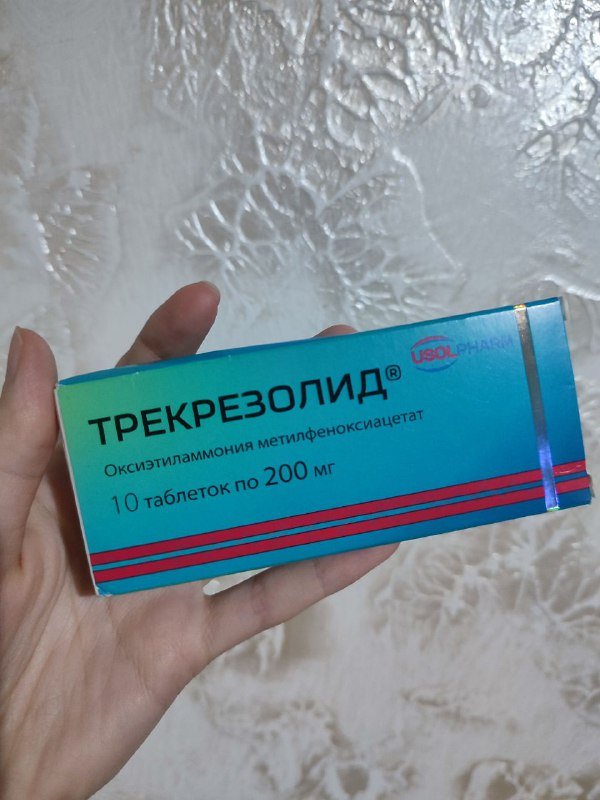 USOLPHARM
ТРЕКРЕЗОЛИД®
Оксиэтиламмония метилфеноксиацетат
10 таблеток по 200 мг